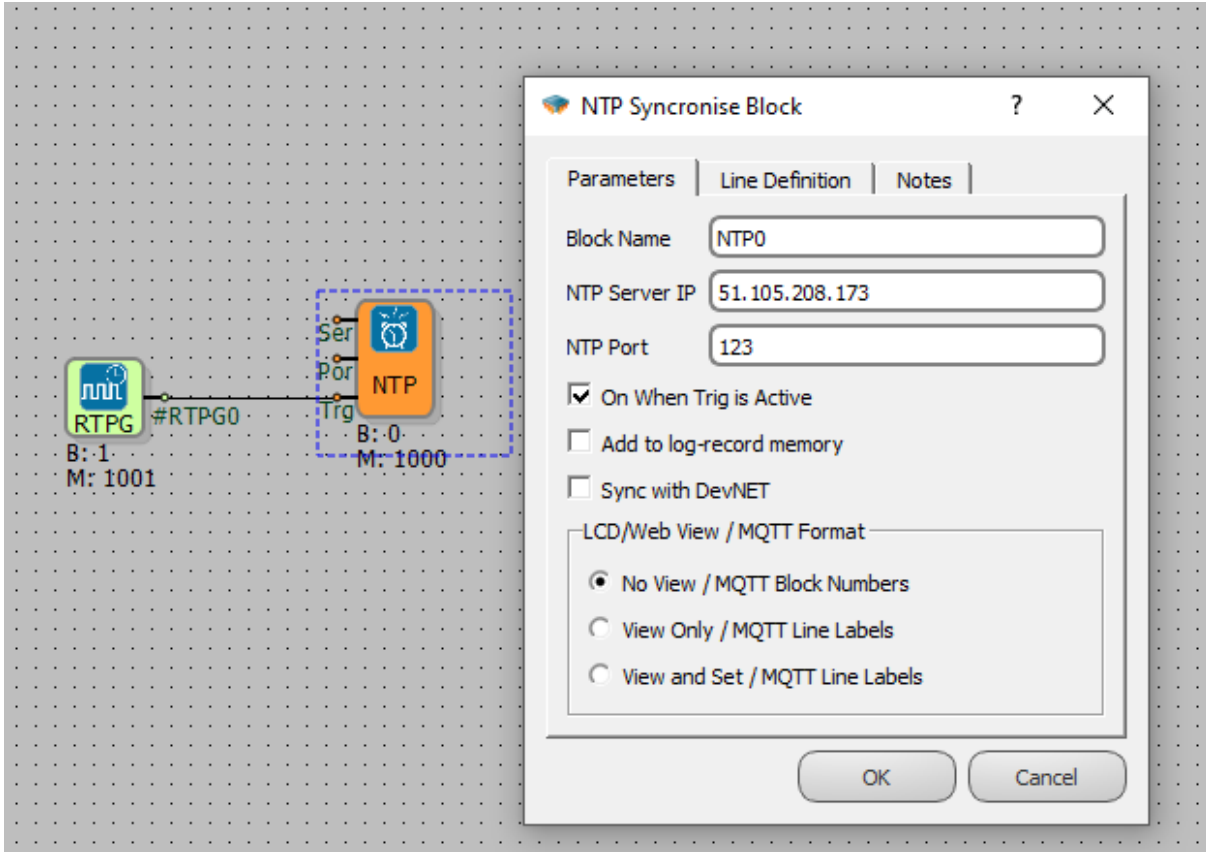 NTP Syncronise Block
?
Parameters
Line Definition
Notes
Block Name
NTP0
NTP Server IP
51.105.208.173
NTP Port
123
On When Trig is Active
Add to log-record memory
Sync with DevNET
LCD/Web View / MQTT Format
No View / MQTT Block Numbers
View Only / MQTT Line Labels
View and Set / MQTT Line Labels
OK
Cancel
RTPG
#RTPG0
B: 1
M: 1001
Ser
Por
Trg
NTP
B: 0
M: 1000